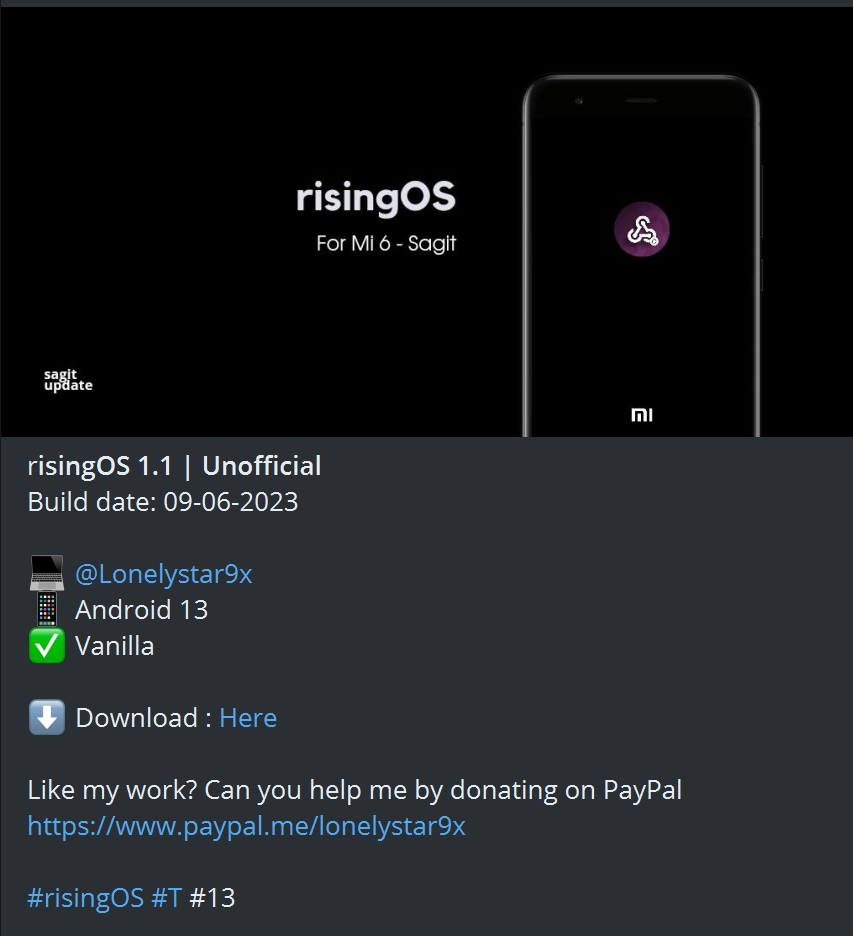 risingOS
For Mi 6 - Sagit
sagit
update
risingOS 1.1 | Unofficial
Build date: 09-06-2023
@Lonelystar9x
Android 13
Vanilla
Download : Here
Like my work? Can you help me by donating on PayPal
https://www.paypal.me/lonelystar9x
#risingOS #T #13